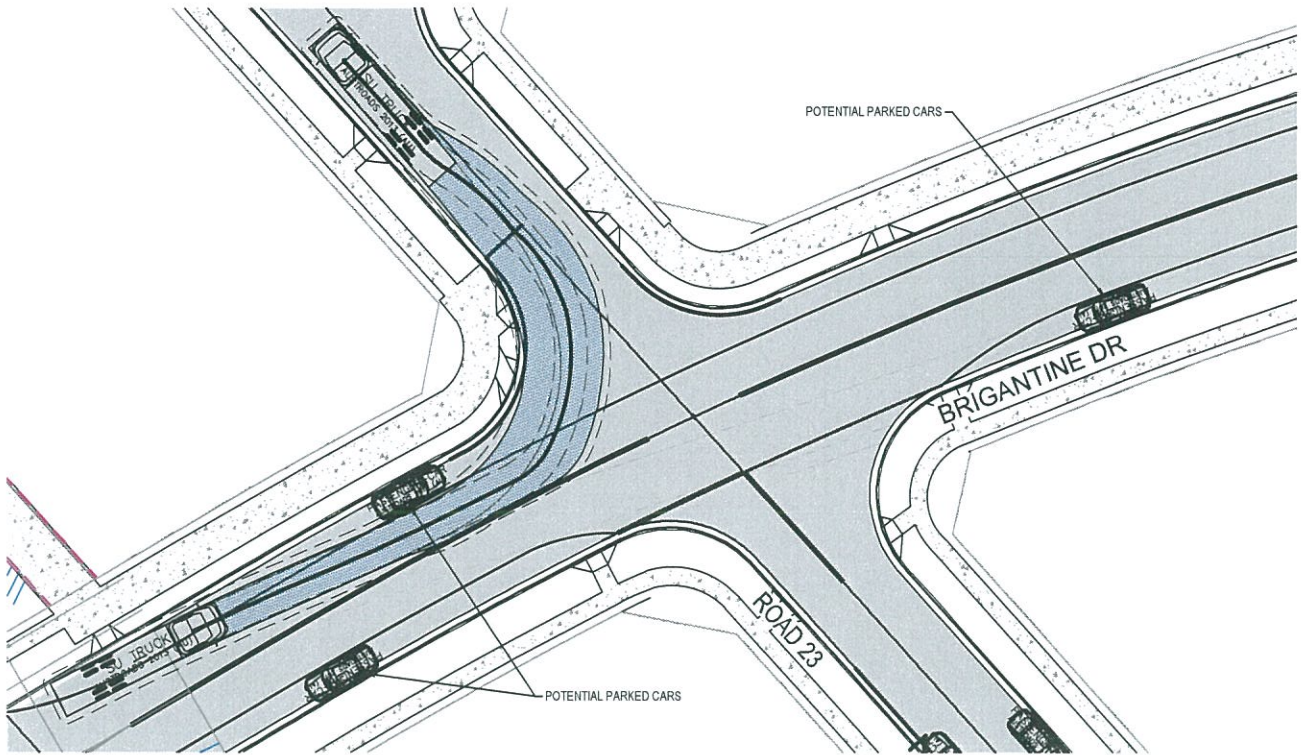 SU TRUCK
POTENTIAL PARKED CARS
BRIGANTINE DR
ROAD 23
SU TRUCK
POTENTIAL PARKED CARS